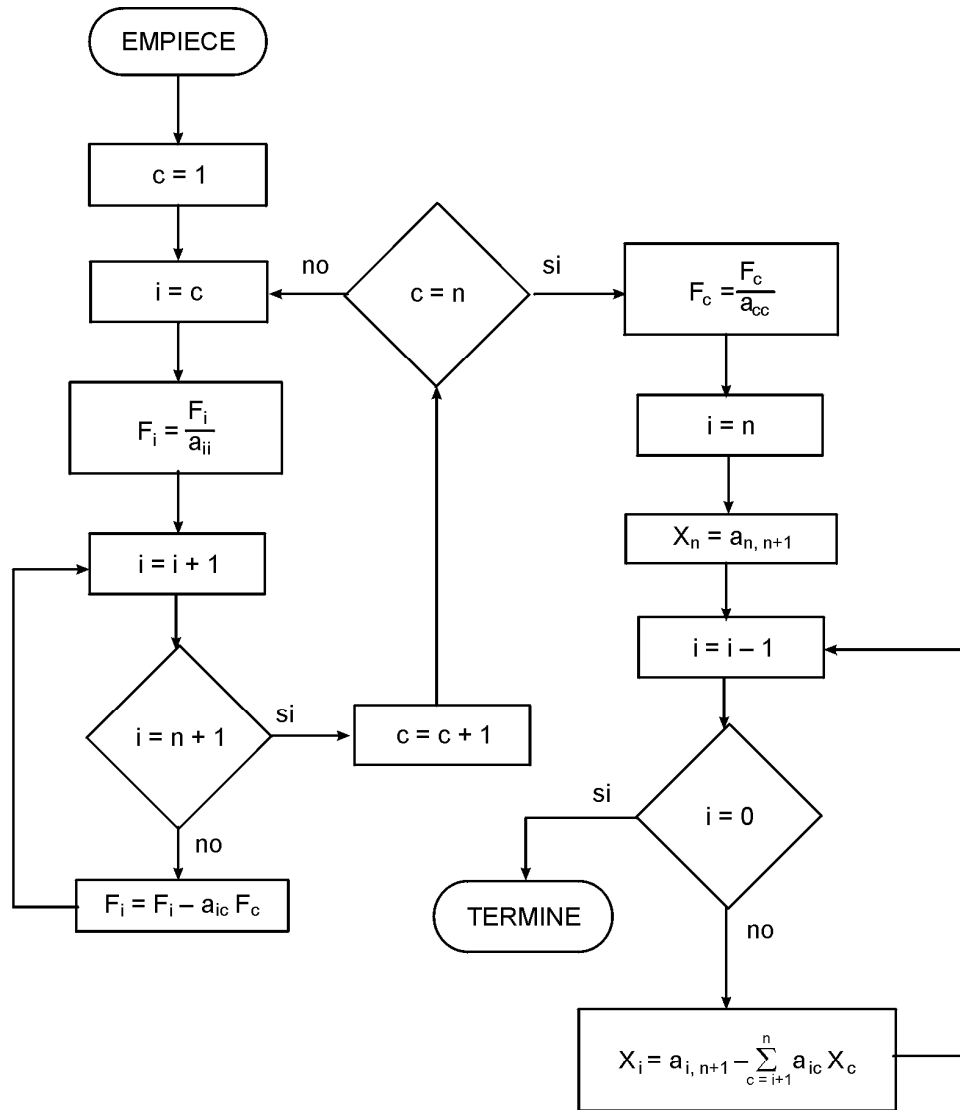 EMPIECE
c = 1
i = c
F_i = F_i / a_ii
i = i + 1
i = n + 1
no
F_i = F_i – a_ic F_c
si
c = c + 1
c = n
no
si
F_c = F_c / a_cc
i = n
X_n = a_n, n+1
i = i – 1
i = 0
si
TERMINE
no
X_i = a_i, n+1 – ∑_{c = i+1}^{n} a_ic X_c